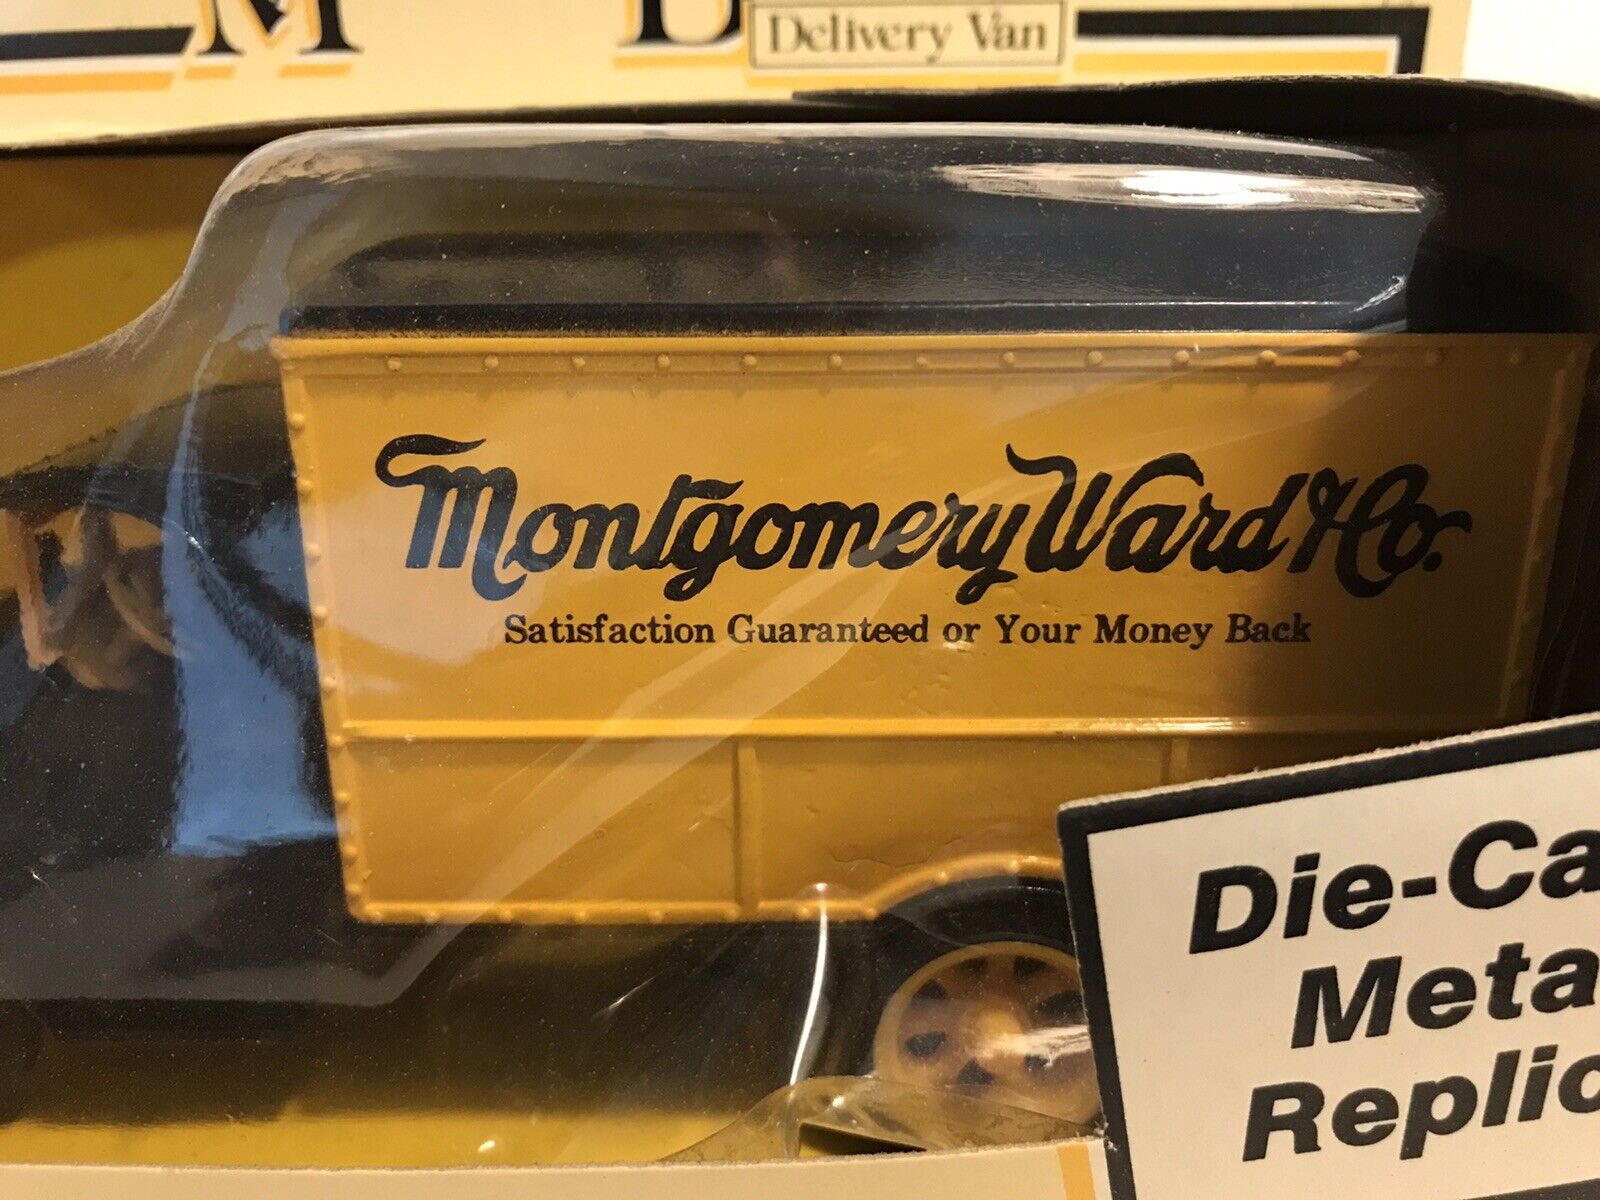 Delivery Van
Montgomery Ward & Co.
Satisfaction Guaranteed or Your Money Back
Die-Ca
Meta
Replic